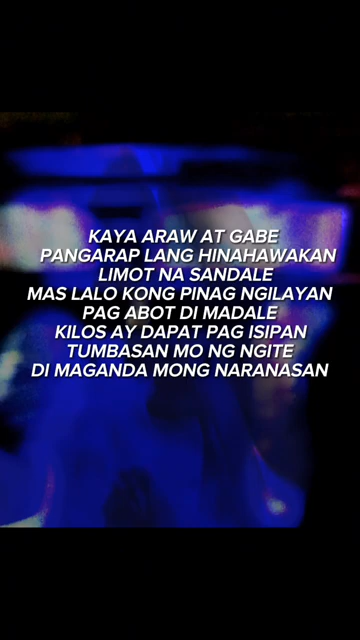 KAYA ARAW AT GABE
PANGARAP LANG HINAHAWAKAN
LIMOT NA SANDALE
MAS LALO KONG PINAG NGILAYAN
PAG ABOT DI MADALE
KILOS AY DAPAT PAG ISIPAN
TUMBASAN MO NG NGITE
DI MAGANDA MONG NARANASAN